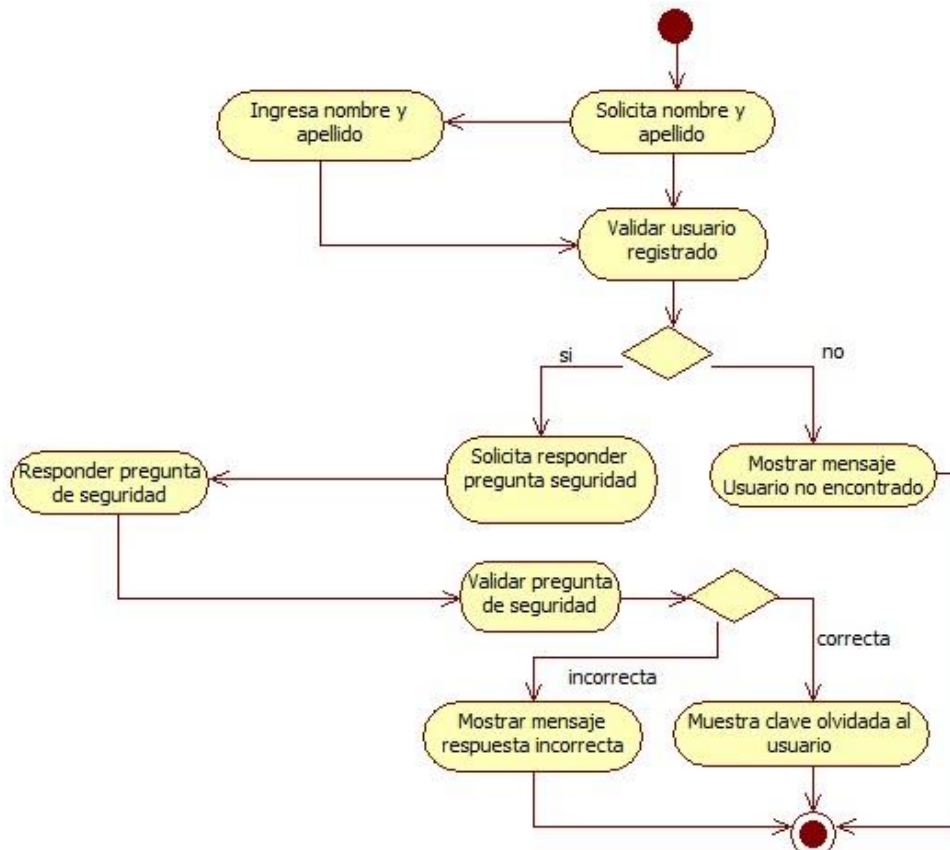 Ingresa nombre y
apellido
Solicita nombre y
apellido
Validar usuario
registrado
si
no
Responder pregunta
de seguridad
Solicita responder
pregunta seguridad
Mostrar mensaje
Usuario no encontrado
Validar pregunta
de seguridad
correcta
incorrecta
Mostrar mensaje
respuesta incorrecta
Muestra clave olvidada al
usuario